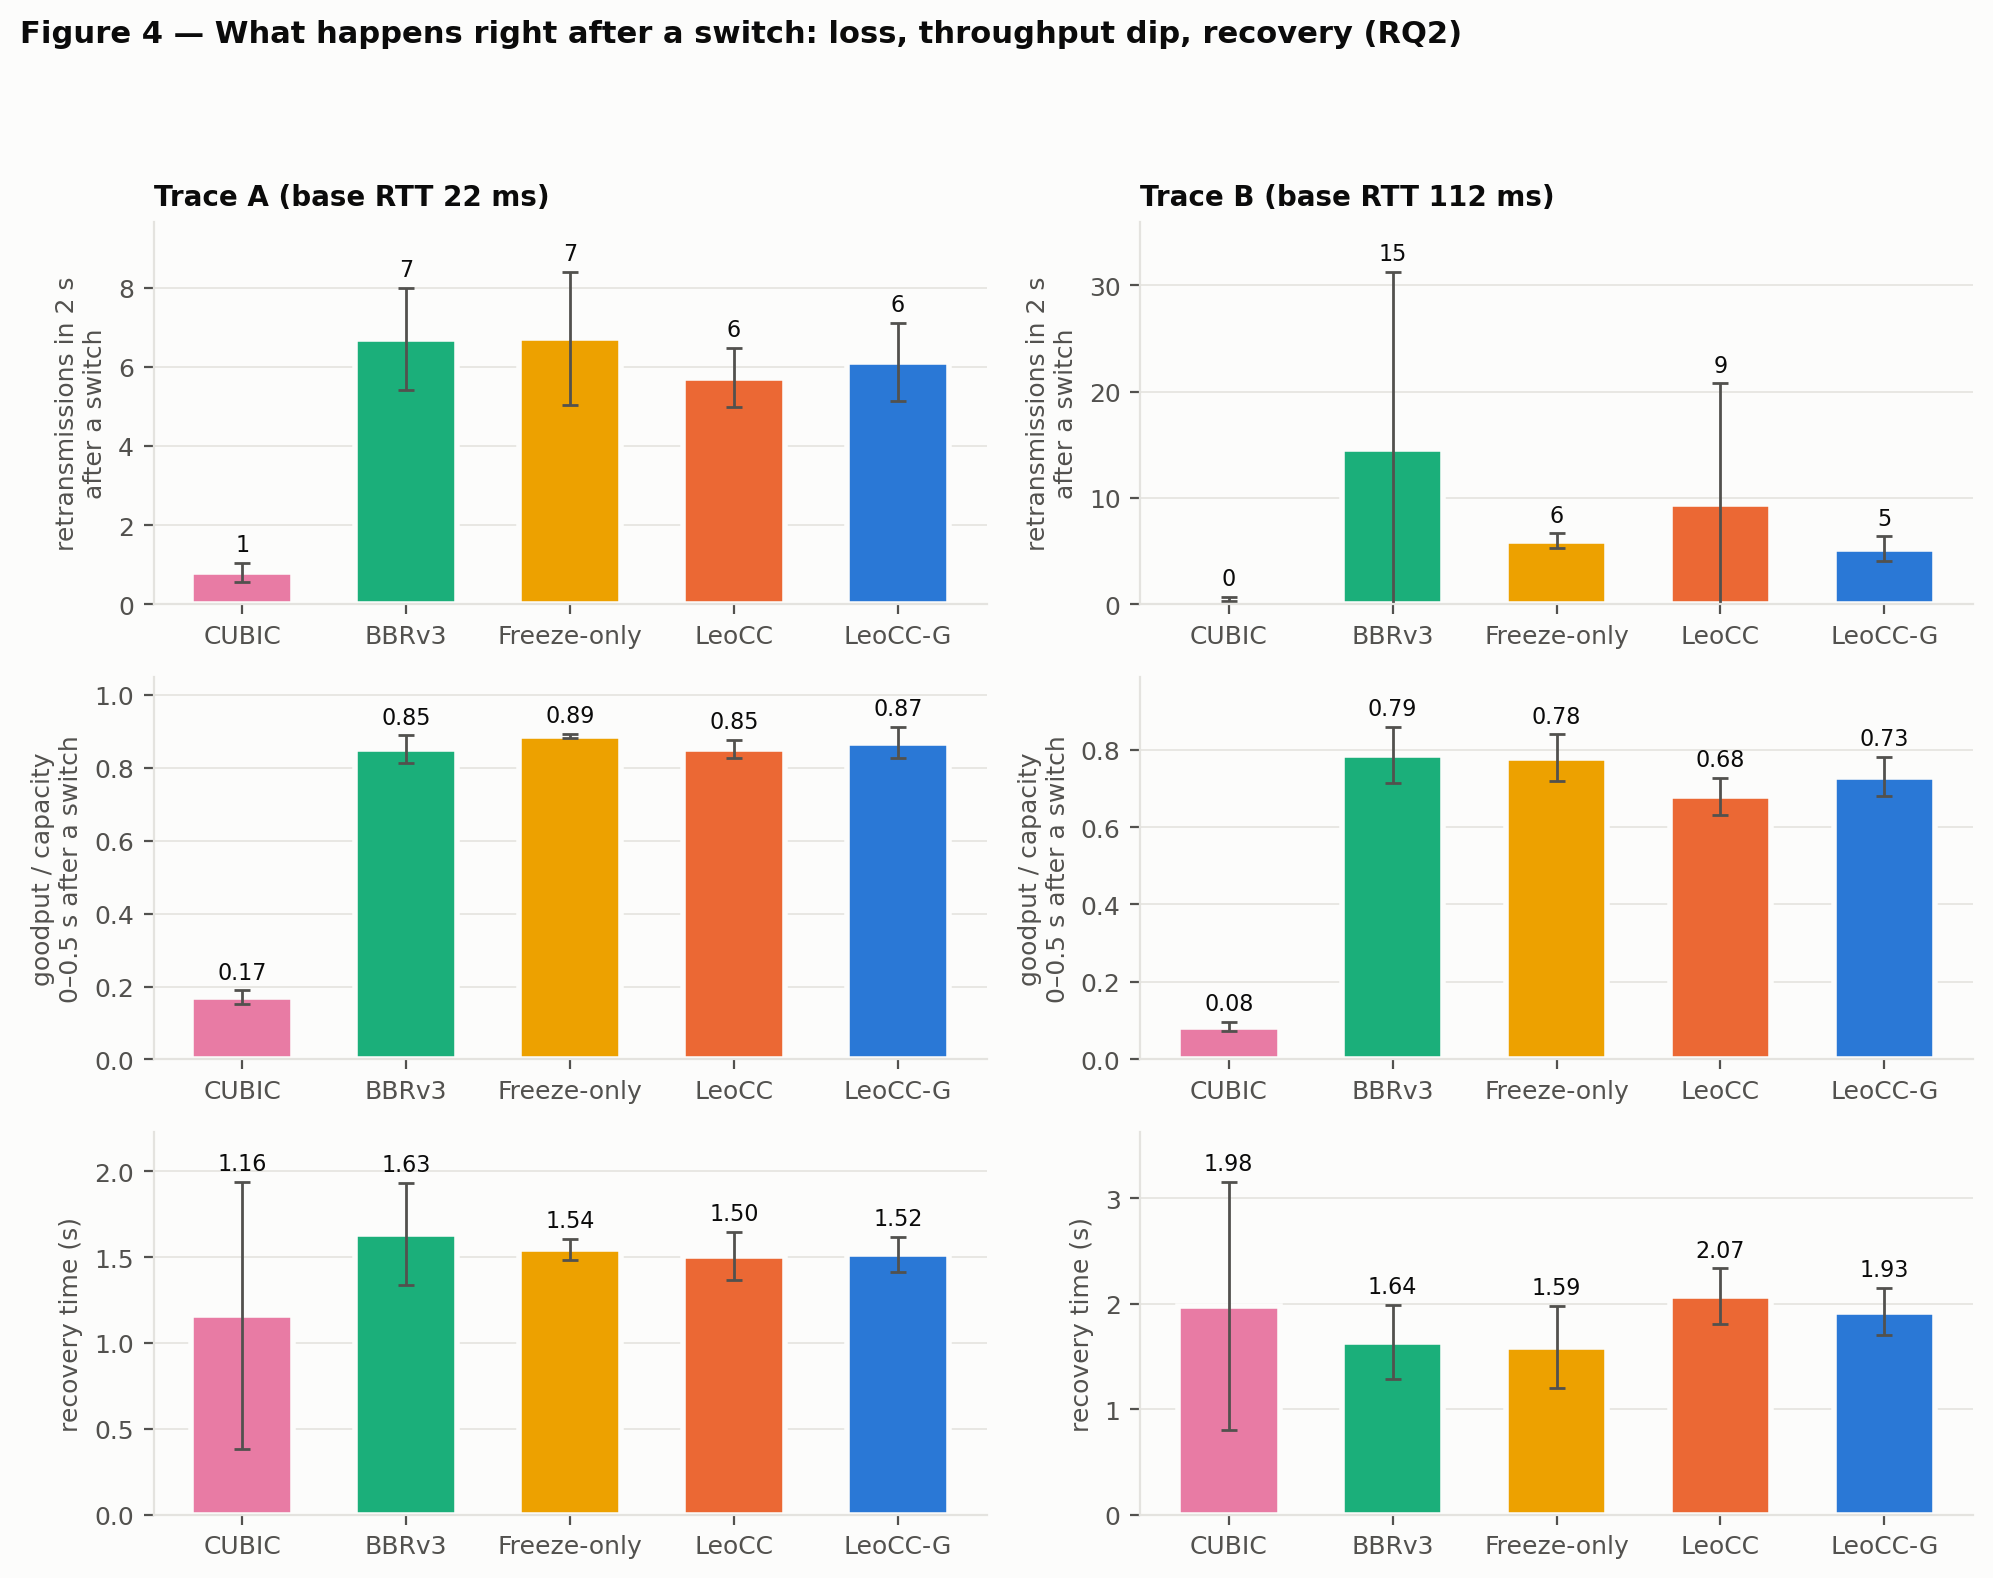 Figure 4 — What happens right after a switch: loss, throughput dip, recovery (RQ2)
Trace A (base RTT 22 ms)
retransmissions in 2 s
after a switch
8
6
4
2
0
1
7
7
6
6
CUBIC
BBRv3
Freeze-only
LeoCC
LeoCC-G
Trace B (base RTT 112 ms)
retransmissions in 2 s
after a switch
30
20
10
0
0
15
6
9
5
CUBIC
BBRv3
Freeze-only
LeoCC
LeoCC-G
goodput / capacity
0–0.5 s after a switch
1.0
0.8
0.6
0.4
0.2
0.0
0.17
0.85
0.89
0.85
0.87
CUBIC
BBRv3
Freeze-only
LeoCC
LeoCC-G
goodput / capacity
0–0.5 s after a switch
0.8
0.6
0.4
0.2
0.0
0.08
0.79
0.78
0.68
0.73
CUBIC
BBRv3
Freeze-only
LeoCC
LeoCC-G
recovery time (s)
2.0
1.5
1.0
0.5
0.0
1.16
1.63
1.54
1.50
1.52
CUBIC
BBRv3
Freeze-only
LeoCC
LeoCC-G
recovery time (s)
3
2
1
0
1.98
1.64
1.59
2.07
1.93
CUBIC
BBRv3
Freeze-only
LeoCC
LeoCC-G